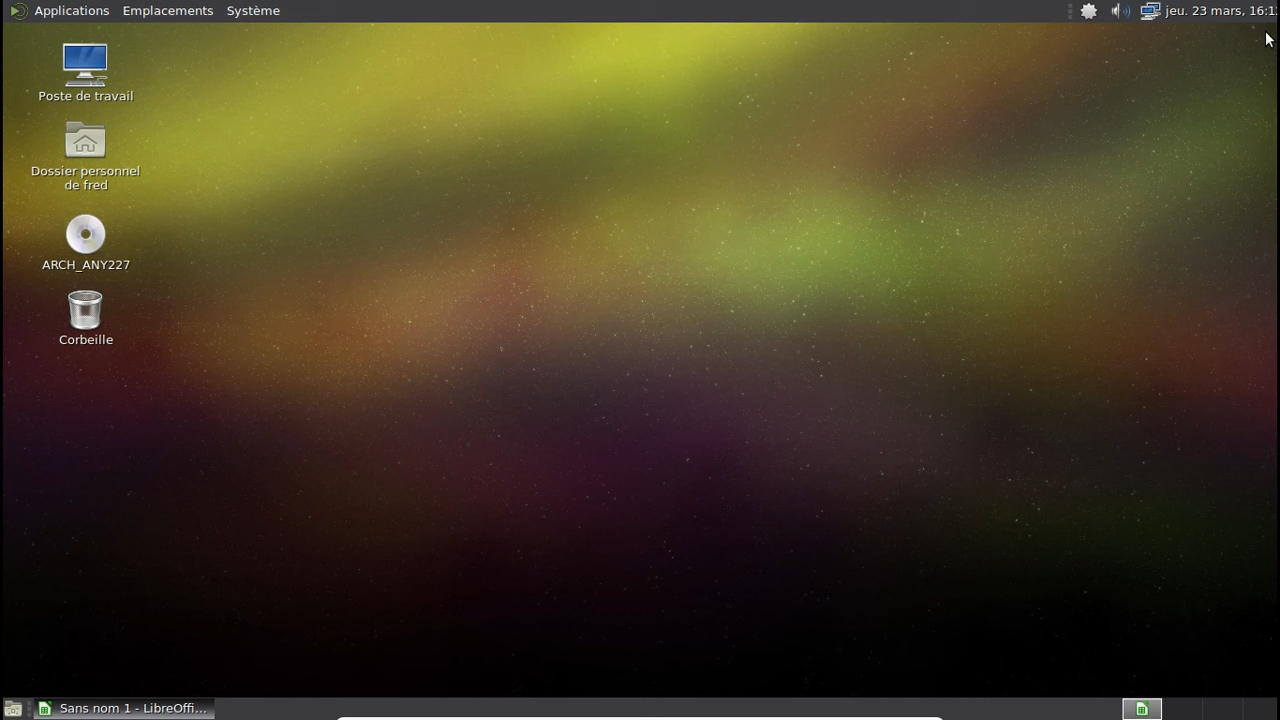 Applications Emplacements Système jeu. 23 mars, 16:1
Poste de travail
Dossier personnel
de fred
ARCH_ANY227
Corbeille
Sans nom 1 - LibreOffi...